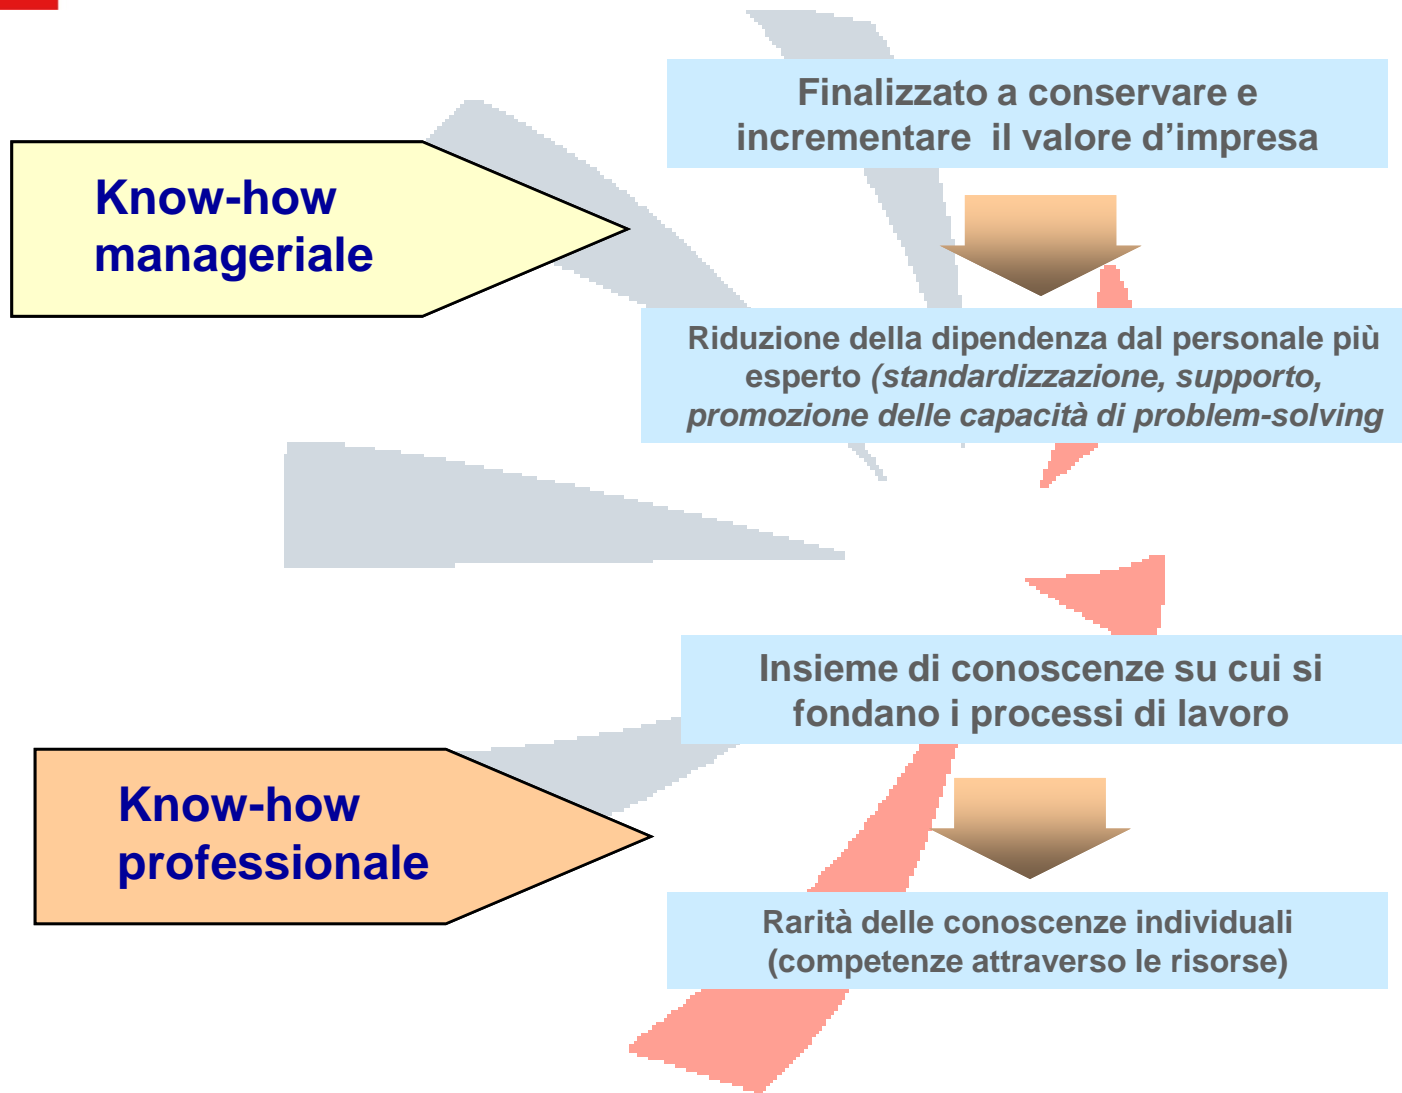 Finalizzato a conservare e
incrementare il valore d’impresa
Know-how
manageriale
Riduzione della dipendenza dal personale più
esperto (standardizzazione, supporto,
promozione delle capacità di problem-solving
Insieme di conoscenze su cui si
fondano i processi di lavoro
Know-how
professionale
Rarità delle conoscenze individuali
(competenze attraverso le risorse)